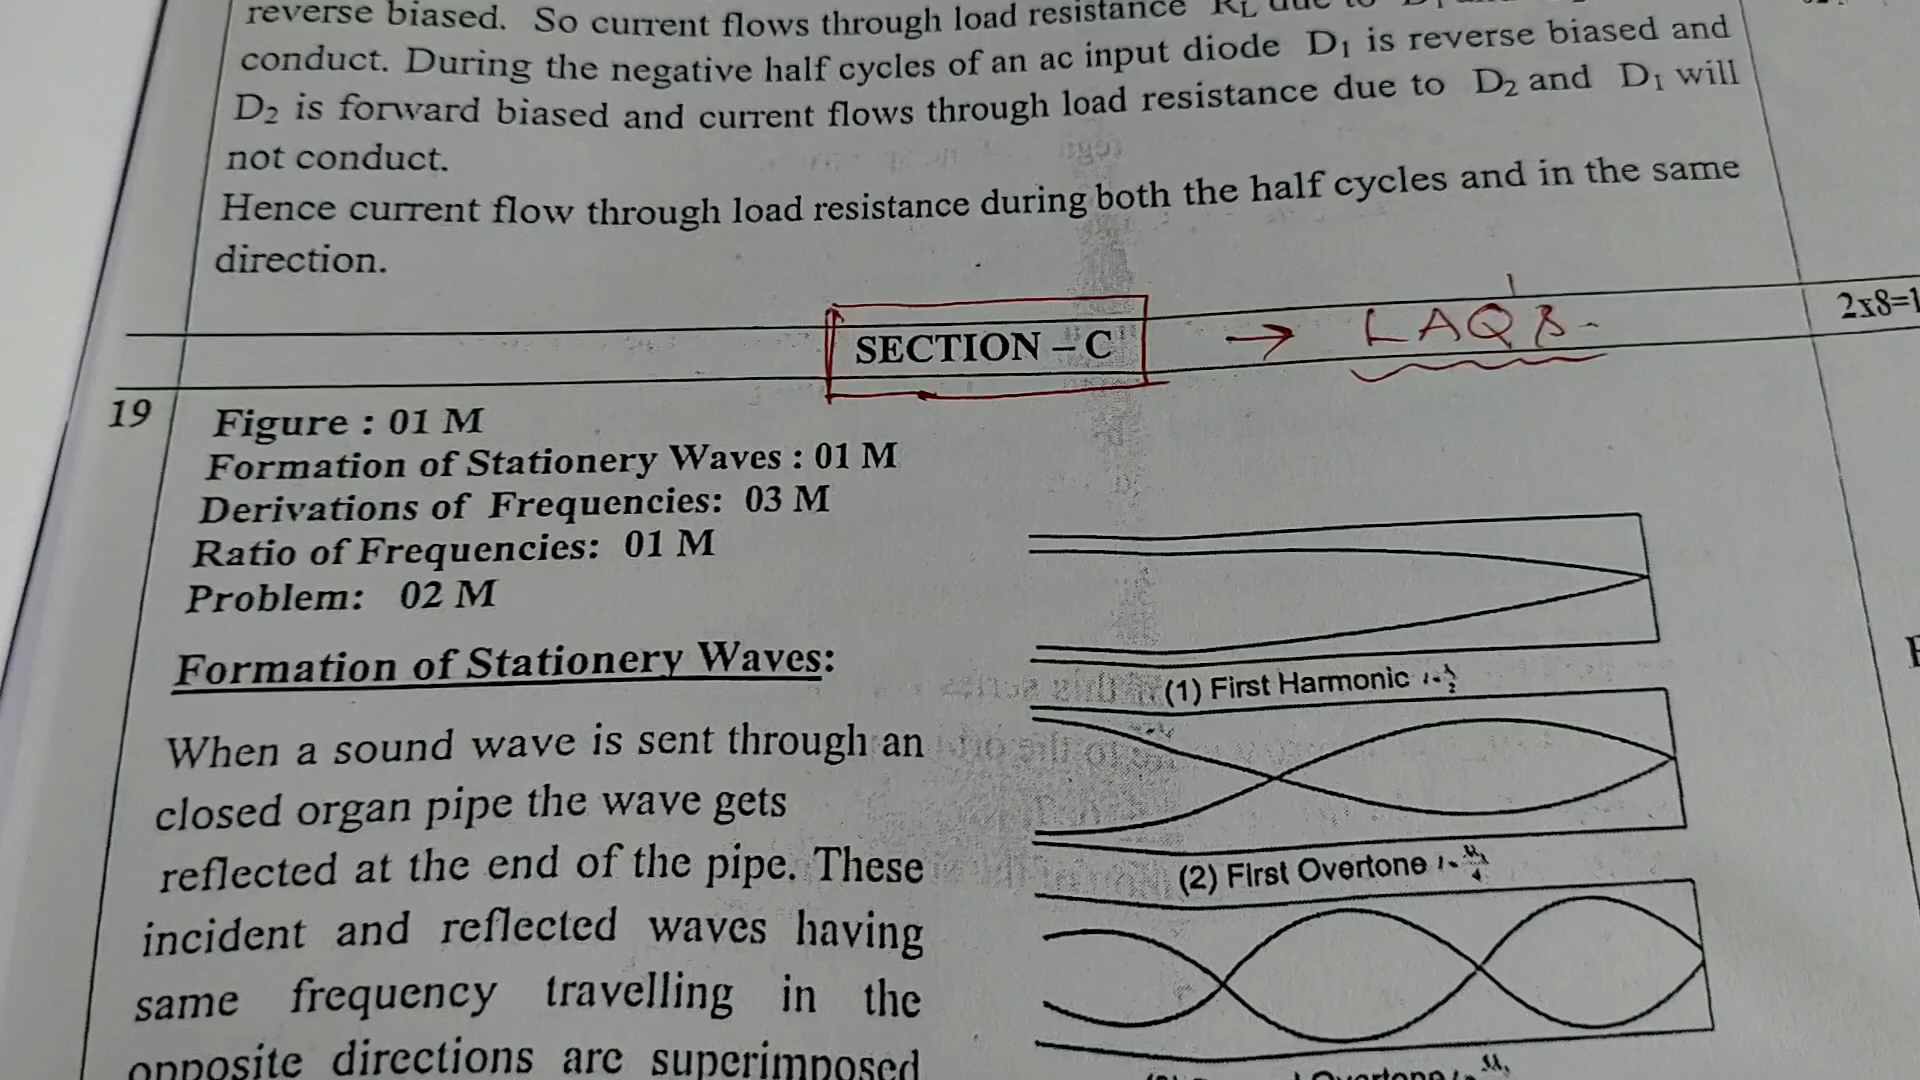 reverse biased. So current flows through load resistance
conduct. During the negative half cycles of an ac input diode D₁ is reverse biased and
D₂ is forward biased and current flows through load resistance due to D₂ and D₁ will
not conduct.
Hence current flow through load resistance during both the half cycles and in the same
direction.
SECTION – C → LAQ
2x8=1
19
Figure : 01 M
Formation of Stationery Waves : 01 M
Derivations of Frequencies: 03 M
Ratio of Frequencies: 01 M
Problem: 02 M
Formation of Stationery Waves:
(1) First Harmonic
When a sound wave is sent through an
closed organ pipe the wave gets
(2) First Overtone
reflected at the end of the pipe. These
incident and reflected waves having
same frequency travelling in the
opposite directions are superimposed